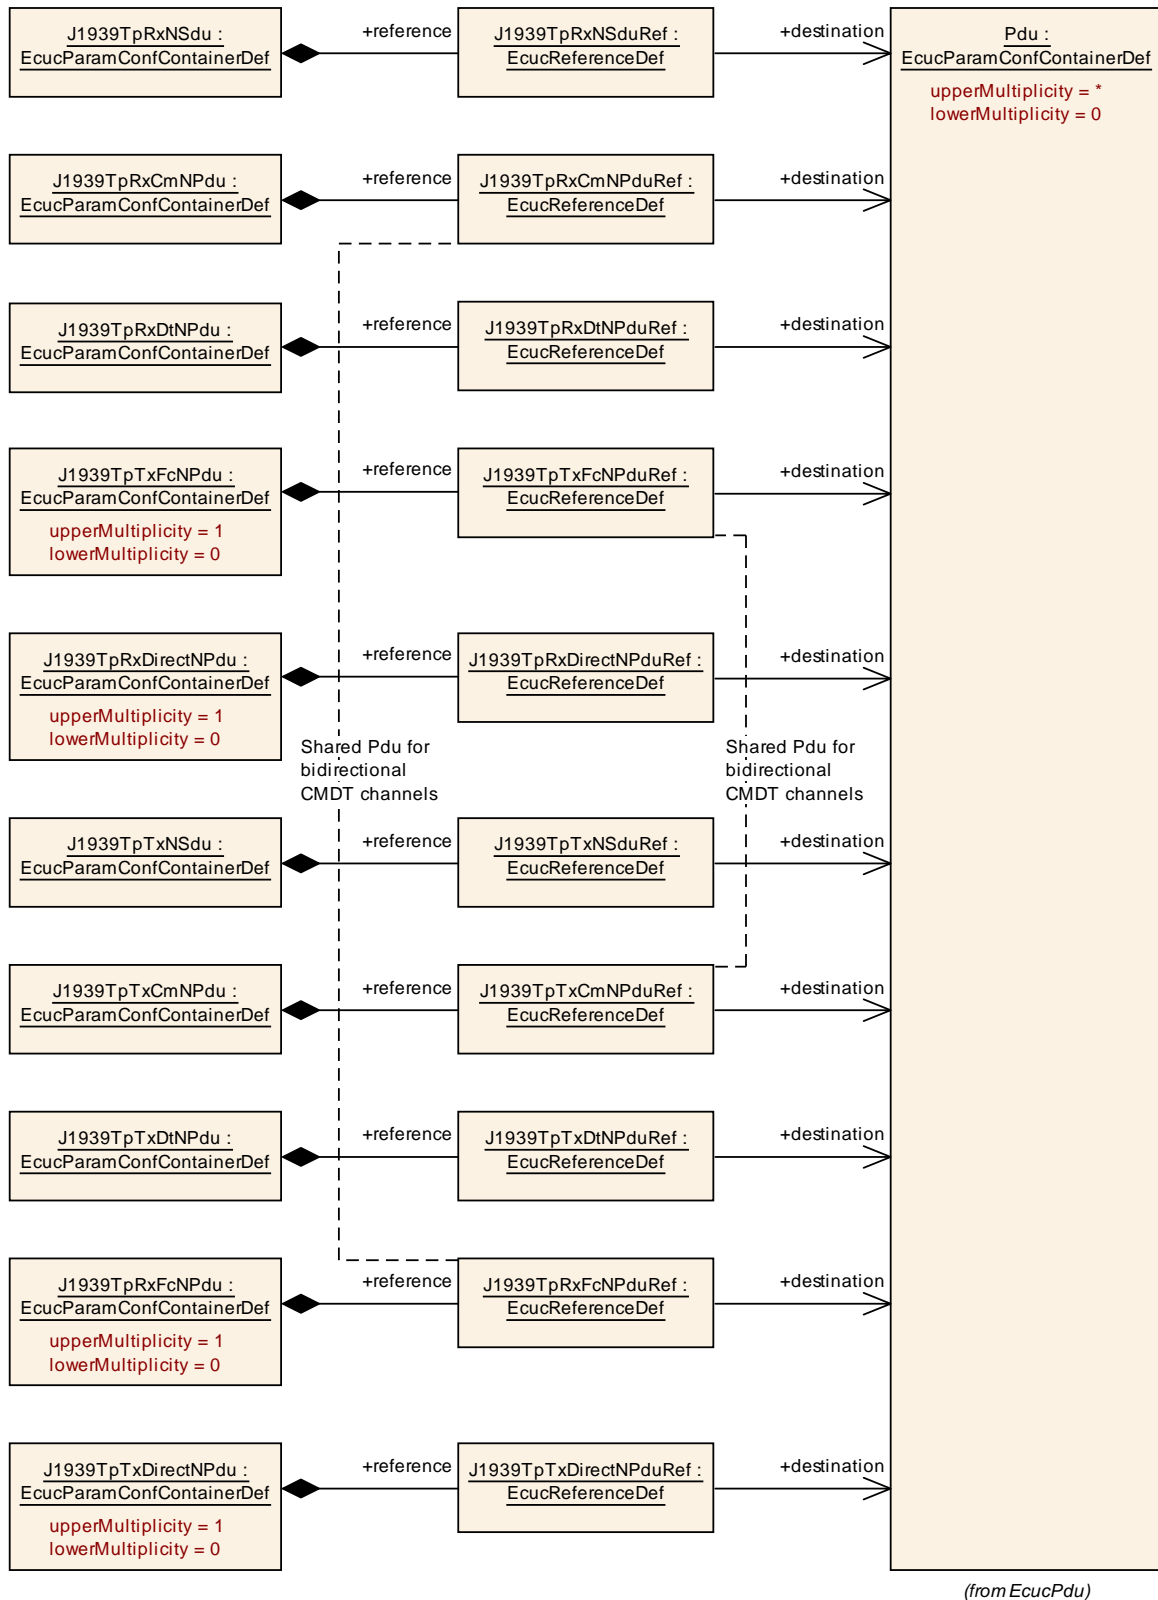 J1939TpRxNSdu :
EcucParamConfContainerDef
+reference
J1939TpRxNSduRef :
EcucReferenceDef
+destination
Pdu :
EcucParamConfContainerDef
upperMultiplicity = *
lowerMultiplicity = 0
J1939TpRxCmNPdu :
EcucParamConfContainerDef
+reference
J1939TpRxCmNPduRef :
EcucReferenceDef
+destination
J1939TpRxDtNPdu :
EcucParamConfContainerDef
+reference
J1939TpRxDtNPduRef :
EcucReferenceDef
+destination
J1939TpTxFcNPdu :
EcucParamConfContainerDef
upperMultiplicity = 1
lowerMultiplicity = 0
+reference
J1939TpTxFcNPduRef :
EcucReferenceDef
+destination
J1939TpRxDirectNPdu :
EcucParamConfContainerDef
upperMultiplicity = 1
lowerMultiplicity = 0
+reference
J1939TpRxDirectNPduRef :
EcucReferenceDef
+destination
Shared Pdu for
bidirectional
CMDT channels
Shared Pdu for
bidirectional
CMDT channels
J1939TpTxNSdu :
EcucParamConfContainerDef
+reference
J1939TpTxNSduRef :
EcucReferenceDef
+destination
J1939TpTxCmNPdu :
EcucParamConfContainerDef
+reference
J1939TpTxCmNPduRef :
EcucReferenceDef
+destination
J1939TpTxDtNPdu :
EcucParamConfContainerDef
+reference
J1939TpTxDtNPduRef :
EcucReferenceDef
+destination
J1939TpRxFcNPdu :
EcucParamConfContainerDef
upperMultiplicity = 1
lowerMultiplicity = 0
+reference
J1939TpRxFcNPduRef :
EcucReferenceDef
+destination
J1939TpTxDirectNPdu :
EcucParamConfContainerDef
upperMultiplicity = 1
lowerMultiplicity = 0
+reference
J1939TpTxDirectNPduRef :
EcucReferenceDef
+destination
(from EcucPdu)